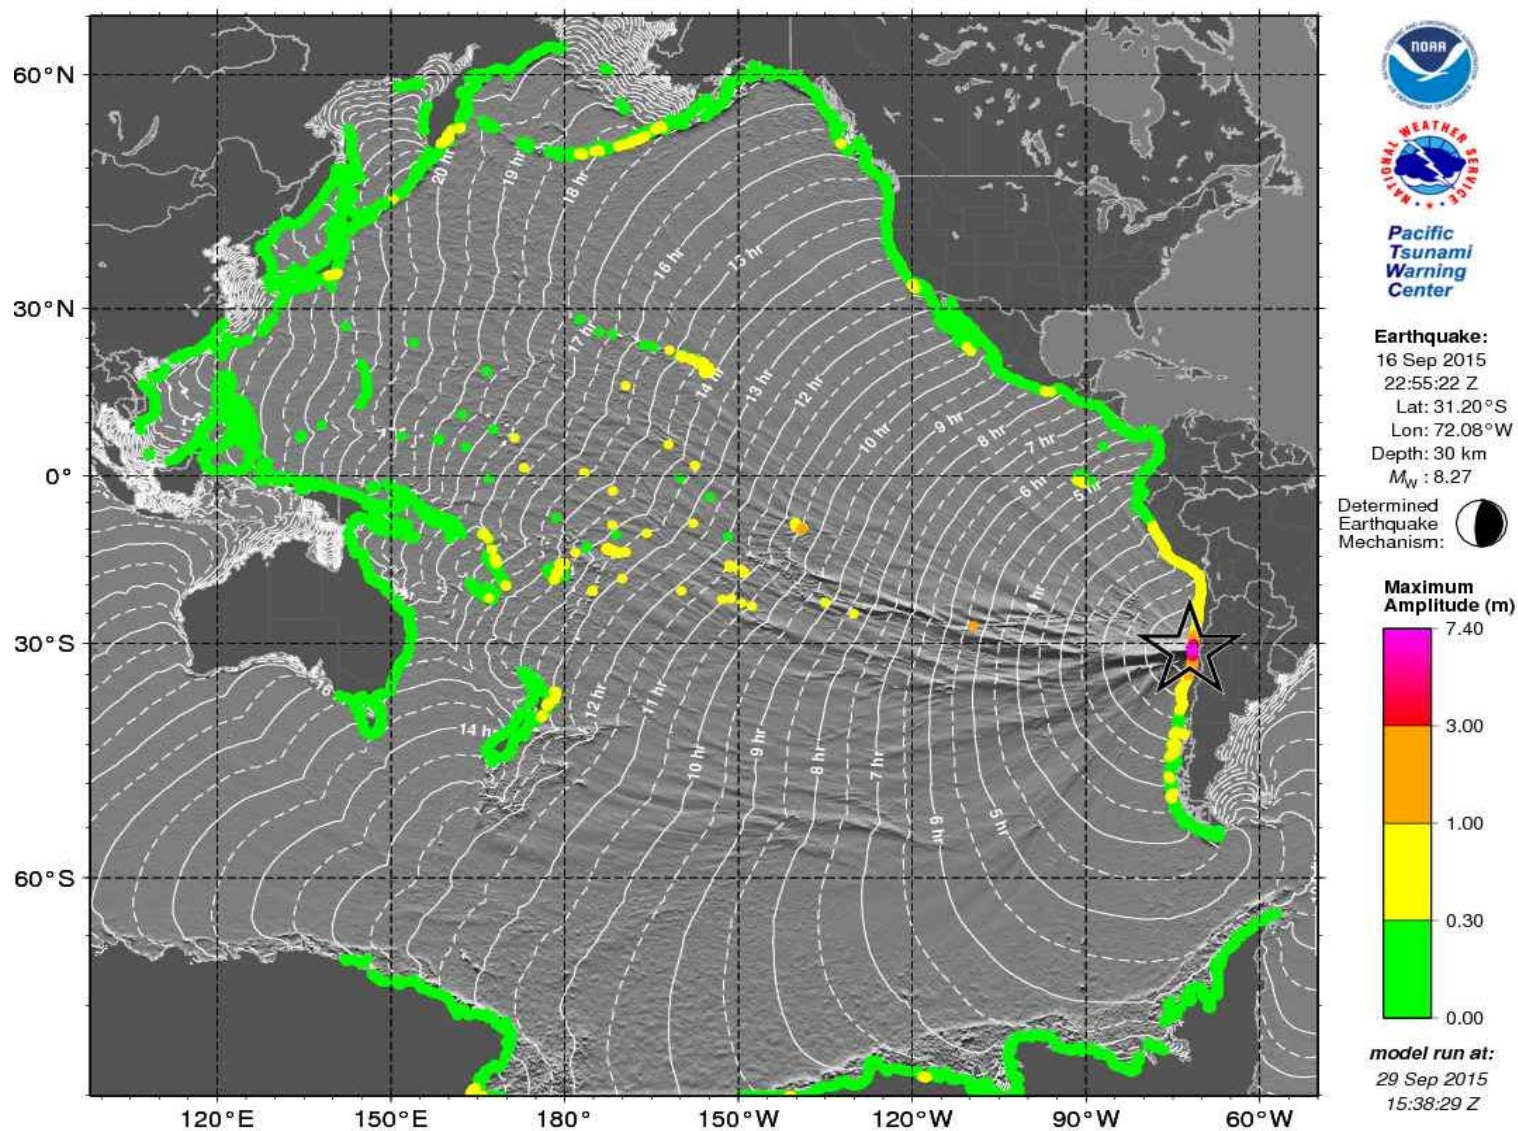 60°N
30°N
0°
30°S
60°S
120°E
150°E
180°
150°W
120°W
90°W
60°W
20 hr
19 hr
18 hr
17 hr
16 hr
15 hr
14 hr
13 hr
12 hr
10 hr
9 hr
8 hr
7 hr
6 hr
5 hr
4 hr
16
14 hr
12 hr
11 hr
10 hr
9 hr
8 hr
7 hr
6 hr
5 hr
NOAA
NATIONAL WEATHER SERVICE
Pacific
Tsunami
Warning
Center
Earthquake:
16 Sep 2015
22:55:22 Z
Lat: 31.20°S
Lon: 72.08°W
Depth: 30 km
Mw : 8.27
Determined
Earthquake
Mechanism:
Maximum
Amplitude (m)
7.40
3.00
1.00
0.30
0.00
model run at:
29 Sep 2015
15:38:29 Z